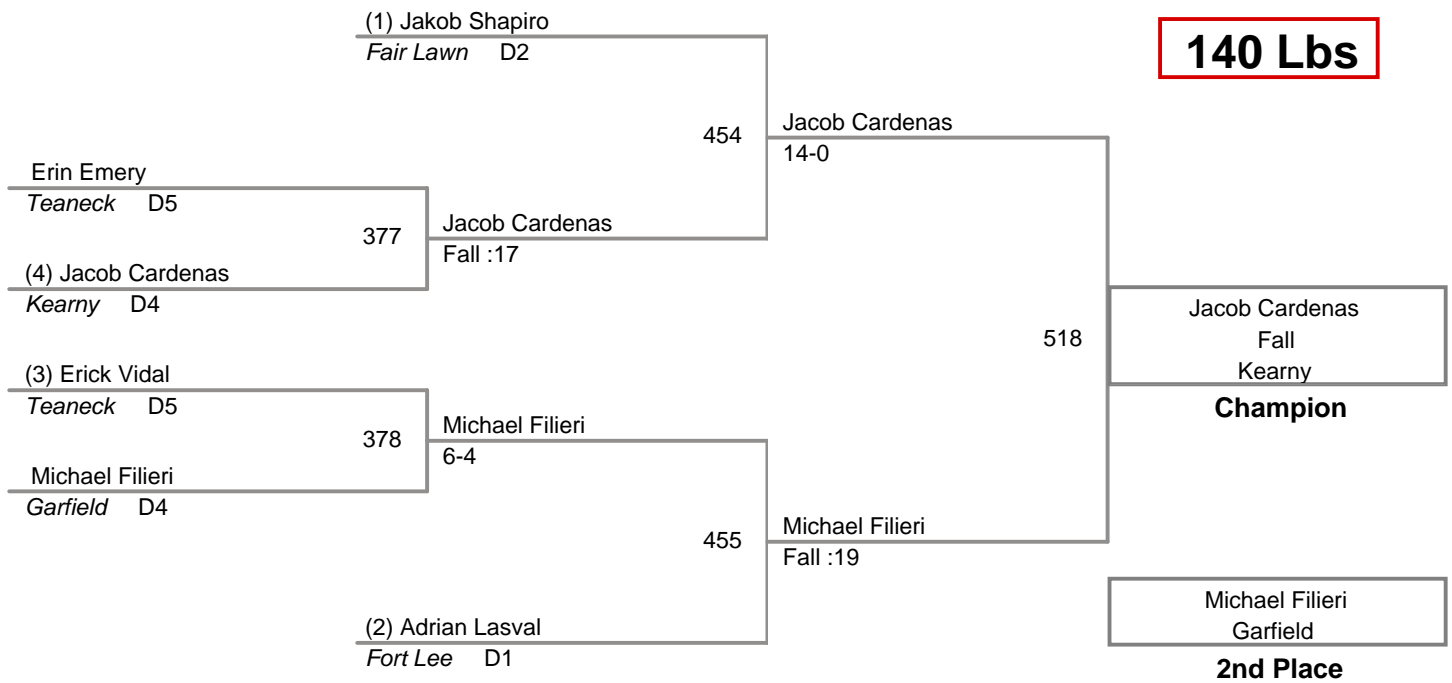 (1) Jakob Shapiro
Fair Lawn D2
140 Lbs
454
Jacob Cardenas
14-0
Erin Emery
Teaneck D5
377
Jacob Cardenas
Fall :17
(4) Jacob Cardenas
Kearny D4
518
Jacob Cardenas
Fall
Kearny
Champion
(3) Erick Vidal
Teaneck D5
378
Michael Filieri
6-4
Michael Filieri
Garfield D4
455
Michael Filieri
Fall :19
(2) Adrian Lasval
Fort Lee D1
Michael Filieri
Garfield
2nd Place